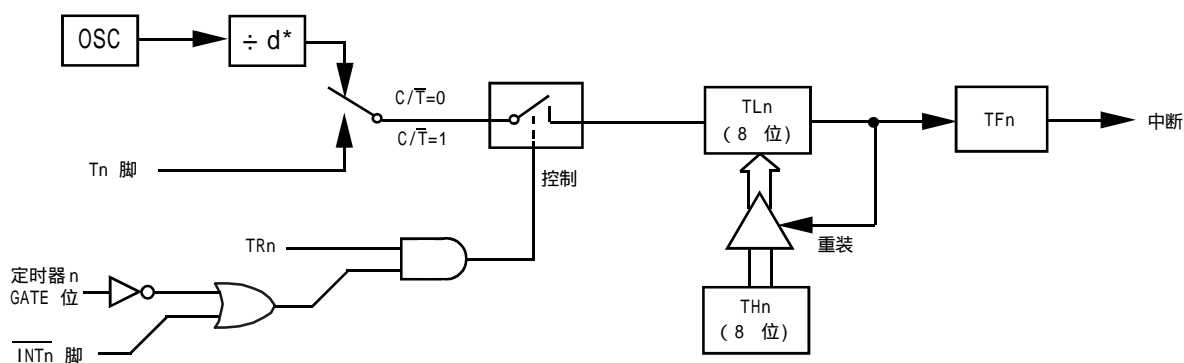 OSC
÷ d*
C/T̅=0
C/T̅=1
Tn 脚
TLn
(8 位)
TFn
中断
控制
重装
TRn
定时器 n
GATE 位
I̅N̅T̅n̅ 脚
THn
(8 位)